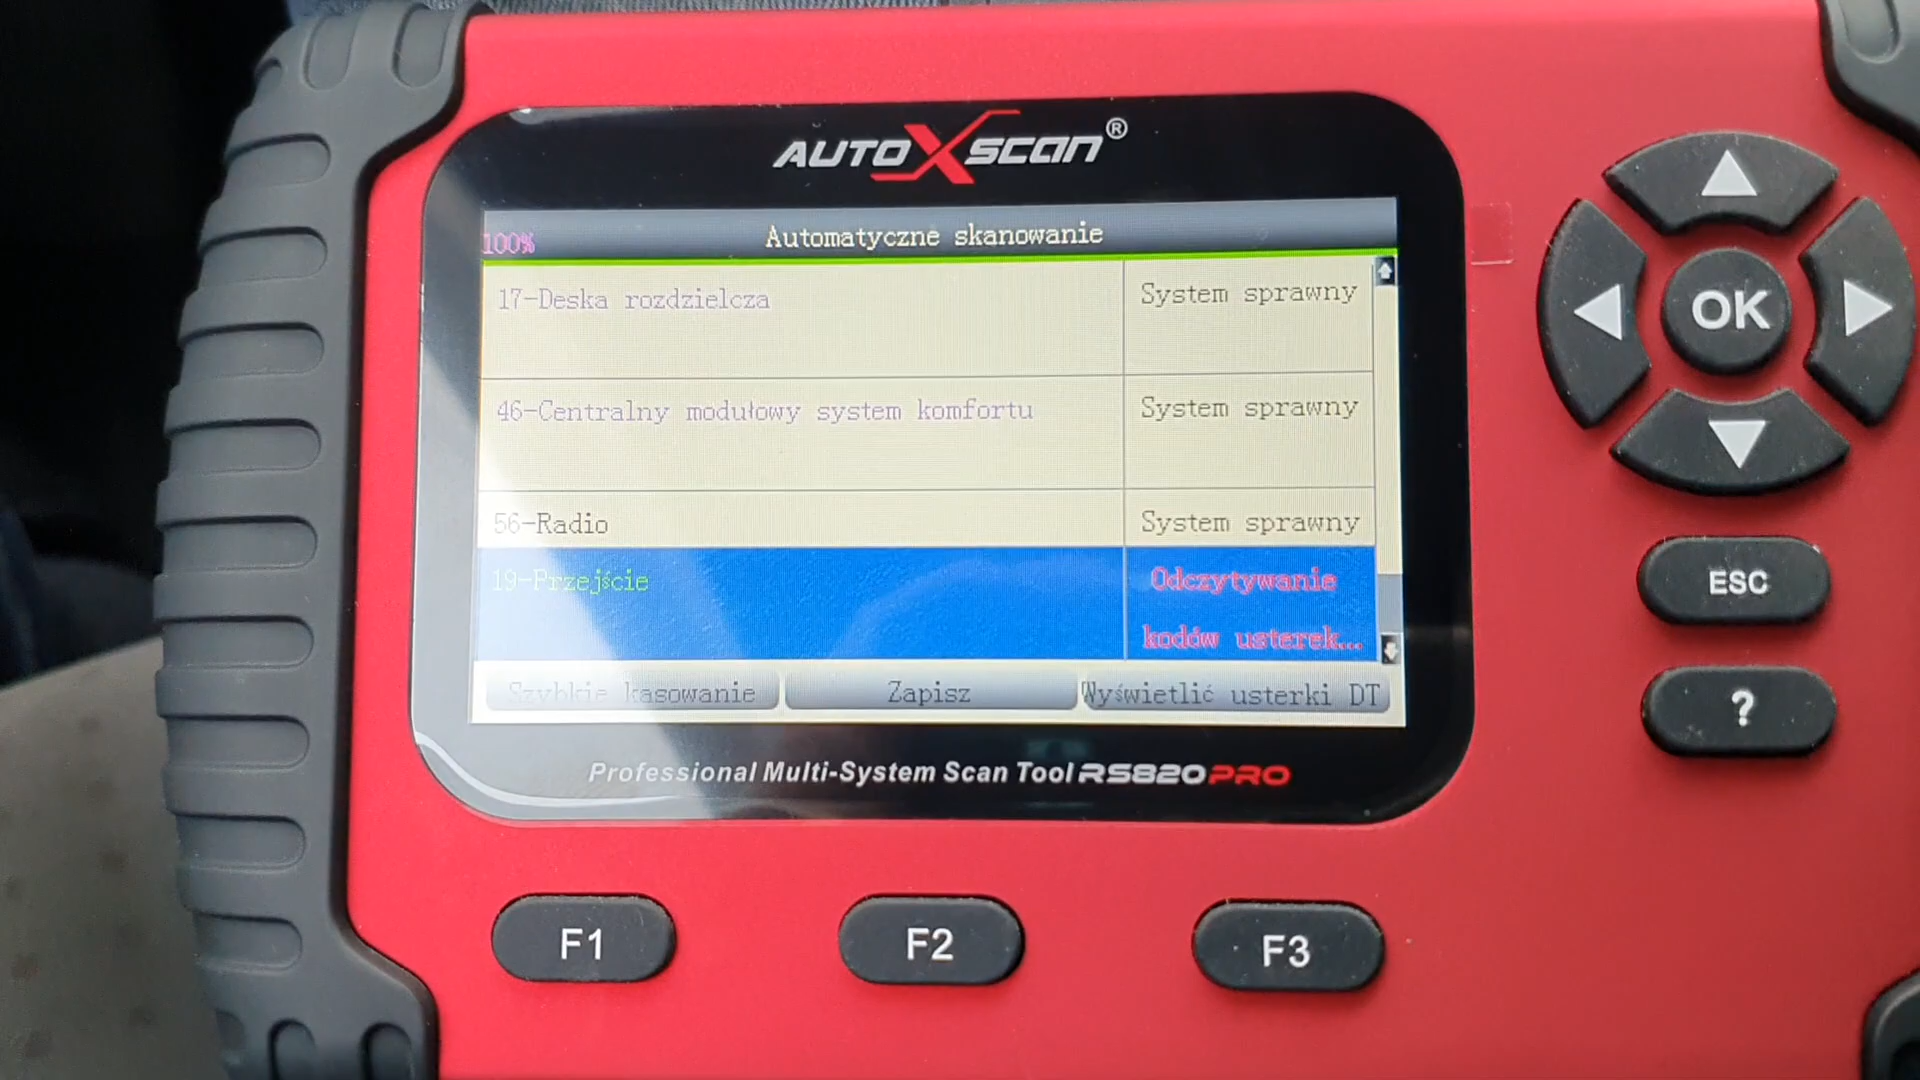 AUTOXSCAN®
100%
Automatyczne skanowanie
17-Deska rozdzielcza
System sprawny
46-Centralny modułowy system komfortu
System sprawny
56-Radio
System sprawny
19-Przejście
Odczytywanie
kodów usterek...
Szybkie kasowanie
Zapisz
Wyświetlić usterki DT
Professional Multi-System Scan Tool RS820PRO
OK
ESC
?
F1
F2
F3